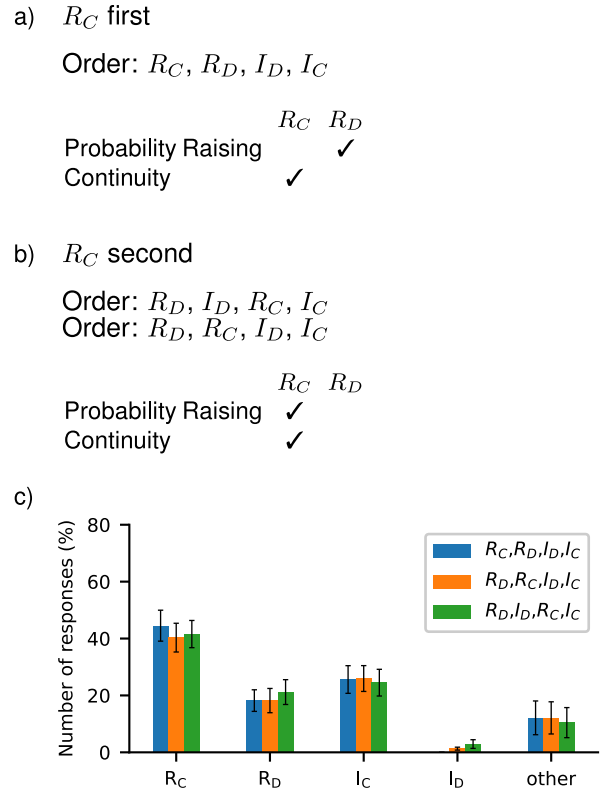 a) R_C first
Order: R_C, R_D, I_D, I_C
R_C R_D
Probability Raising ✓
Continuity ✓
b) R_C second
Order: R_D, I_D, R_C, I_C
Order: R_D, R_C, I_D, I_C
R_C R_D
Probability Raising ✓
Continuity ✓
c)
Number of responses (%)
80
60
40
20
0
R_C,R_D,I_D,I_C
R_D,R_C,I_D,I_C
R_D,I_D,R_C,I_C
R_C R_D I_C I_D other